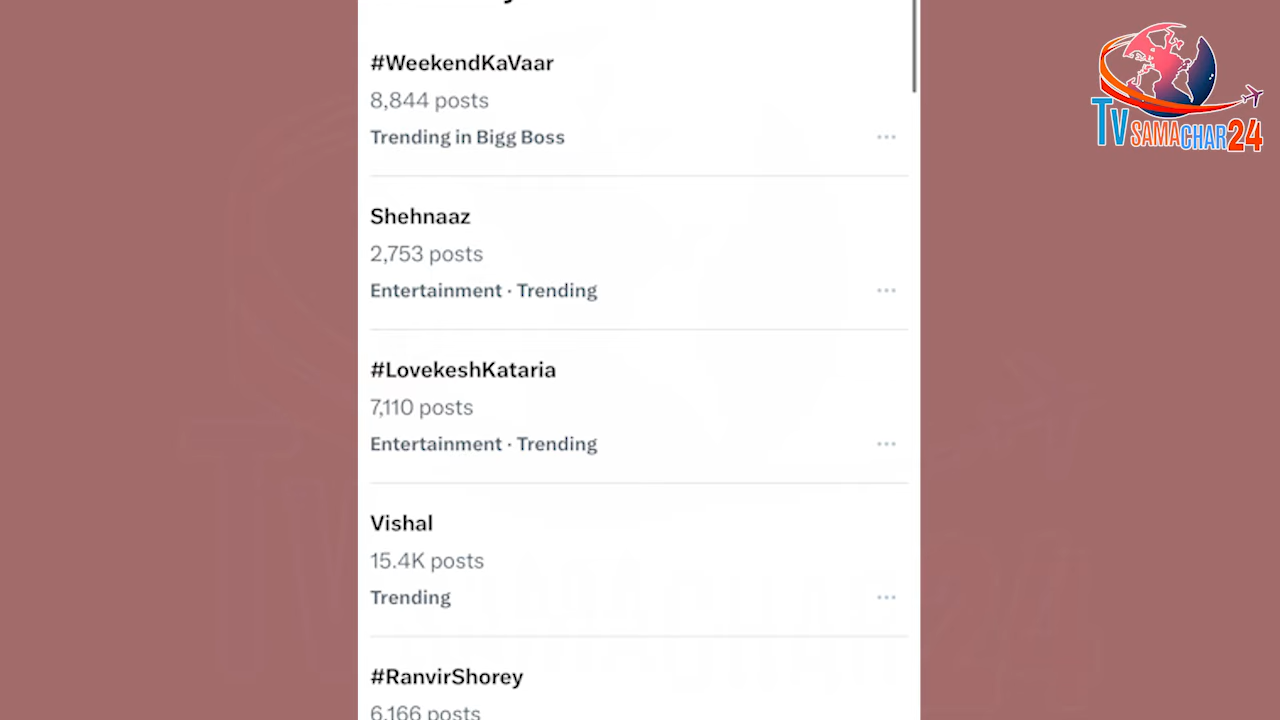 #WeekendKaVaar
8,844 posts
Trending in Bigg Boss
Shehnaaz
2,753 posts
Entertainment · Trending
#LovekeshKataria
7,110 posts
Entertainment · Trending
Vishal
15.4K posts
Trending
#RanvirShorey
6,166 posts
TV SAMACHAR24